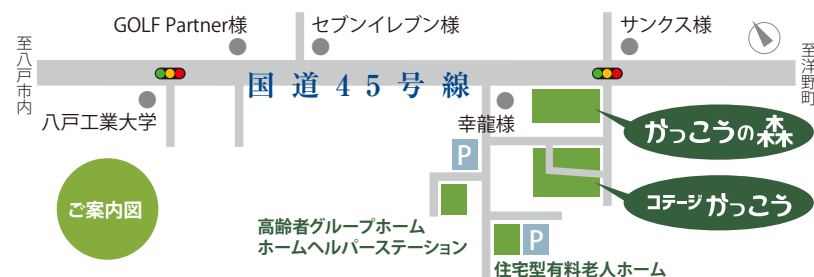 GOLF Partner様
セブンイレブン様
サンクス様
至八戸市内
国道45号線
至洋野町
八戸工業大学
幸龍様
かっこうの森
P
コテージかっこう
ご案内図
高齢者グループホーム
ホームヘルパーステーション
P
住宅型有料老人ホーム